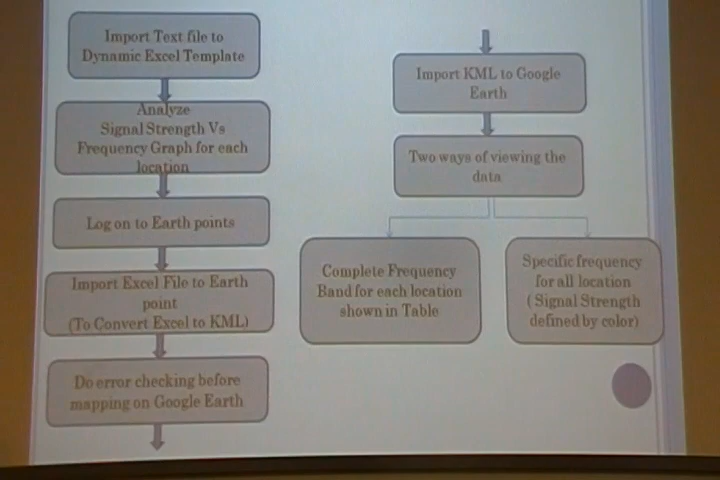 Import Text file to
Dynamic Excel Template
Analyze
Signal Strength Vs
Frequency Graph for each
location
Log on to Earth points
Import Excel File to Earth
point
(To Convert Excel to KML)
Do error checking before
mapping on Google Earth
Import KML to Google
Earth
Two ways of viewing the
data
Complete Frequency
Band for each location
shown in Table
Specific frequency
for all location
( Signal Strength
defined by color)